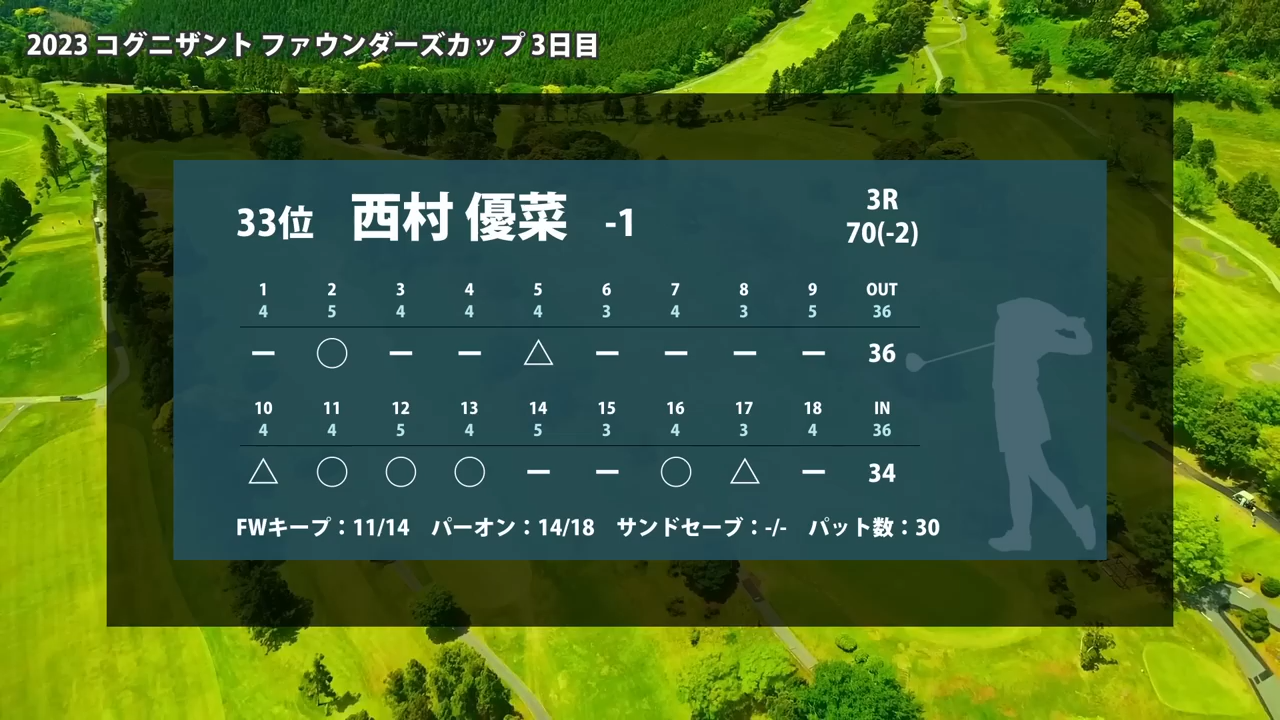 2023 コグニザント ファウンダーズカップ 3日目
33位 西村 優菜 -1
3R
70(-2)
1 2 3 4 5 6 7 8 9 OUT
4 5 4 4 4 3 4 3 5 36
ー ○ ー ー △ ー ー ー ー 36
10 11 12 13 14 15 16 17 18 IN
4 4 5 4 5 3 4 3 4 36
△ ○ ○ ○ ー ー ○ △ ー 34
FWキープ：11/14 パーオン：14/18 サンドセーブ：-/- パット数：30